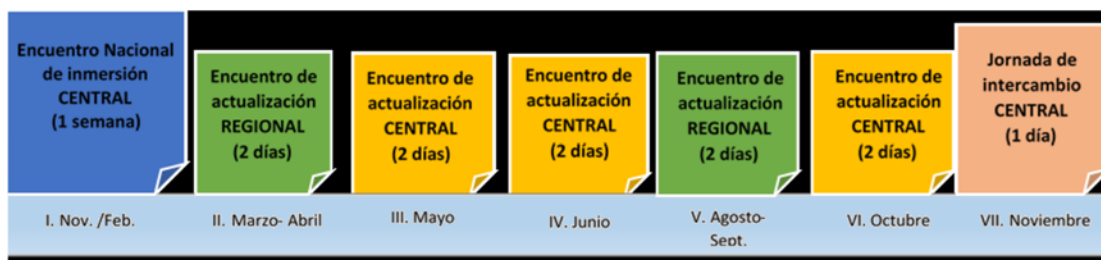 Encuentro Nacional
de inmersión
CENTRAL
(1 semana)
Encuentro de
actualización
REGIONAL
(2 días)
Encuentro de
actualización
CENTRAL
(2 días)
Encuentro de
actualización
CENTRAL
(2 días)
Encuentro de
actualización
REGIONAL
(2 días)
Encuentro de
actualización
CENTRAL
(2 días)
Jornada de
intercambio
CENTRAL
(1 día)
I. Nov. /Feb.
II. Marzo- Abril
III. Mayo
IV. Junio
V. Agosto-
Sept.
VI. Octubre
VII. Noviembre